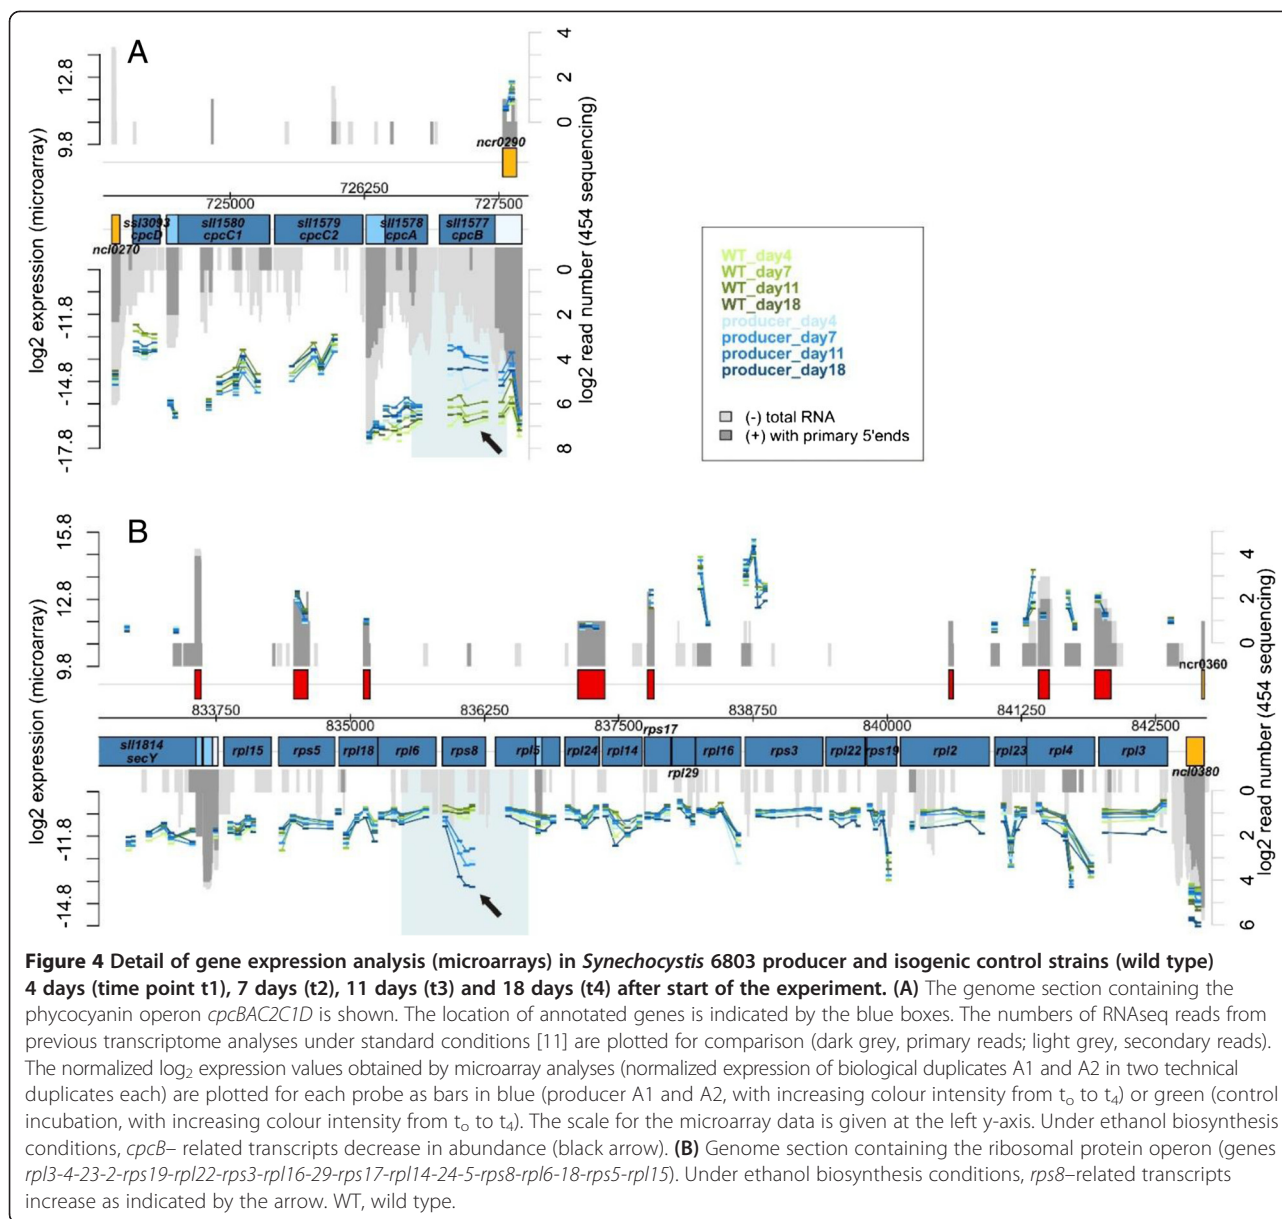 A
4
2
0
12.8
9.8
log2 expression (microarray)
log2 read number (454 sequencing)
ncr0290
725000
726250
727500
ssl3093
cpcD
sll1580
cpcC1
sll1579
cpcC2
sll1578
cpcA
sll1577
cpcB
ncl0270
-11.8
-14.8
-17.8
0
2
4
6
8
WT_day4
WT_day7
WT_day11
WT_day18
producer_day4
producer_day7
producer_day11
producer_day18
(-) total RNA
(+) with primary 5'ends
B
15.8
12.8
9.8
log2 expression (microarray)
4
2
0
log2 read number (454 sequencing)
ncr0360
833750
835000
836250
837500
838750
840000
841250
842500
sll1814
secY
rpl15
rps5
rpl18
rpl6
rps8
rpl5
rpl24
rpl14
rps17
rpl29
rpl16
rps3
rpl22
rps19
rpl2
rpl23
rpl4
rpl3
ncl0380
-11.8
-14.8
0
2
4
6
Figure 4 Detail of gene expression analysis (microarrays) in Synechocystis 6803 producer and isogenic control strains (wild type)
4 days (time point t1), 7 days (t2), 11 days (t3) and 18 days (t4) after start of the experiment. (A) The genome section containing the
phycocyanin operon cpcBAC2C1D is shown. The location of annotated genes is indicated by the blue boxes. The numbers of RNAseq reads from
previous transcriptome analyses under standard conditions [11] are plotted for comparison (dark grey, primary reads; light grey, secondary reads).
The normalized log2 expression values obtained by microarray analyses (normalized expression of biological duplicates A1 and A2 in two technical
duplicates each) are plotted for each probe as bars in blue (producer A1 and A2, with increasing colour intensity from to to t4) or green (control
incubation, with increasing colour intensity from to to t4). The scale for the microarray data is given at the left y-axis. Under ethanol biosynthesis
conditions, cpcB– related transcripts decrease in abundance (black arrow). (B) Genome section containing the ribosomal protein operon (genes
rpl3-4-23-2-rps19-rpl22-rps3-rpl16-29-rps17-rpl14-24-5-rps8-rpl6-18-rps5-rpl15). Under ethanol biosynthesis conditions, rps8–related transcripts
increase as indicated by the arrow. WT, wild type.